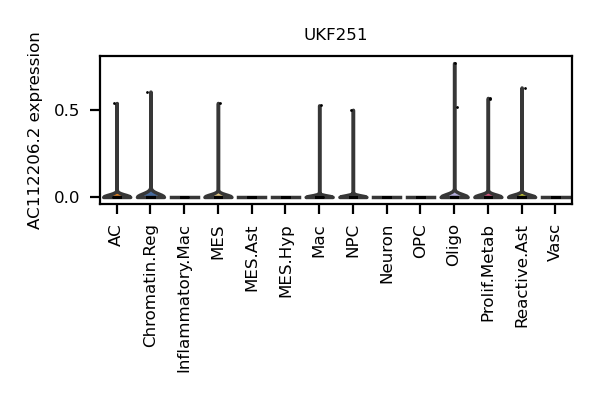 UKF251
AC112206.2 expression
0.5
0.0
AC
Chromatin.Reg
Inflammatory.Mac
MES
MES.Ast
MES.Hyp
Mac
NPC
Neuron
OPC
Oligo
Prolif.Metab
Reactive.Ast
Vasc